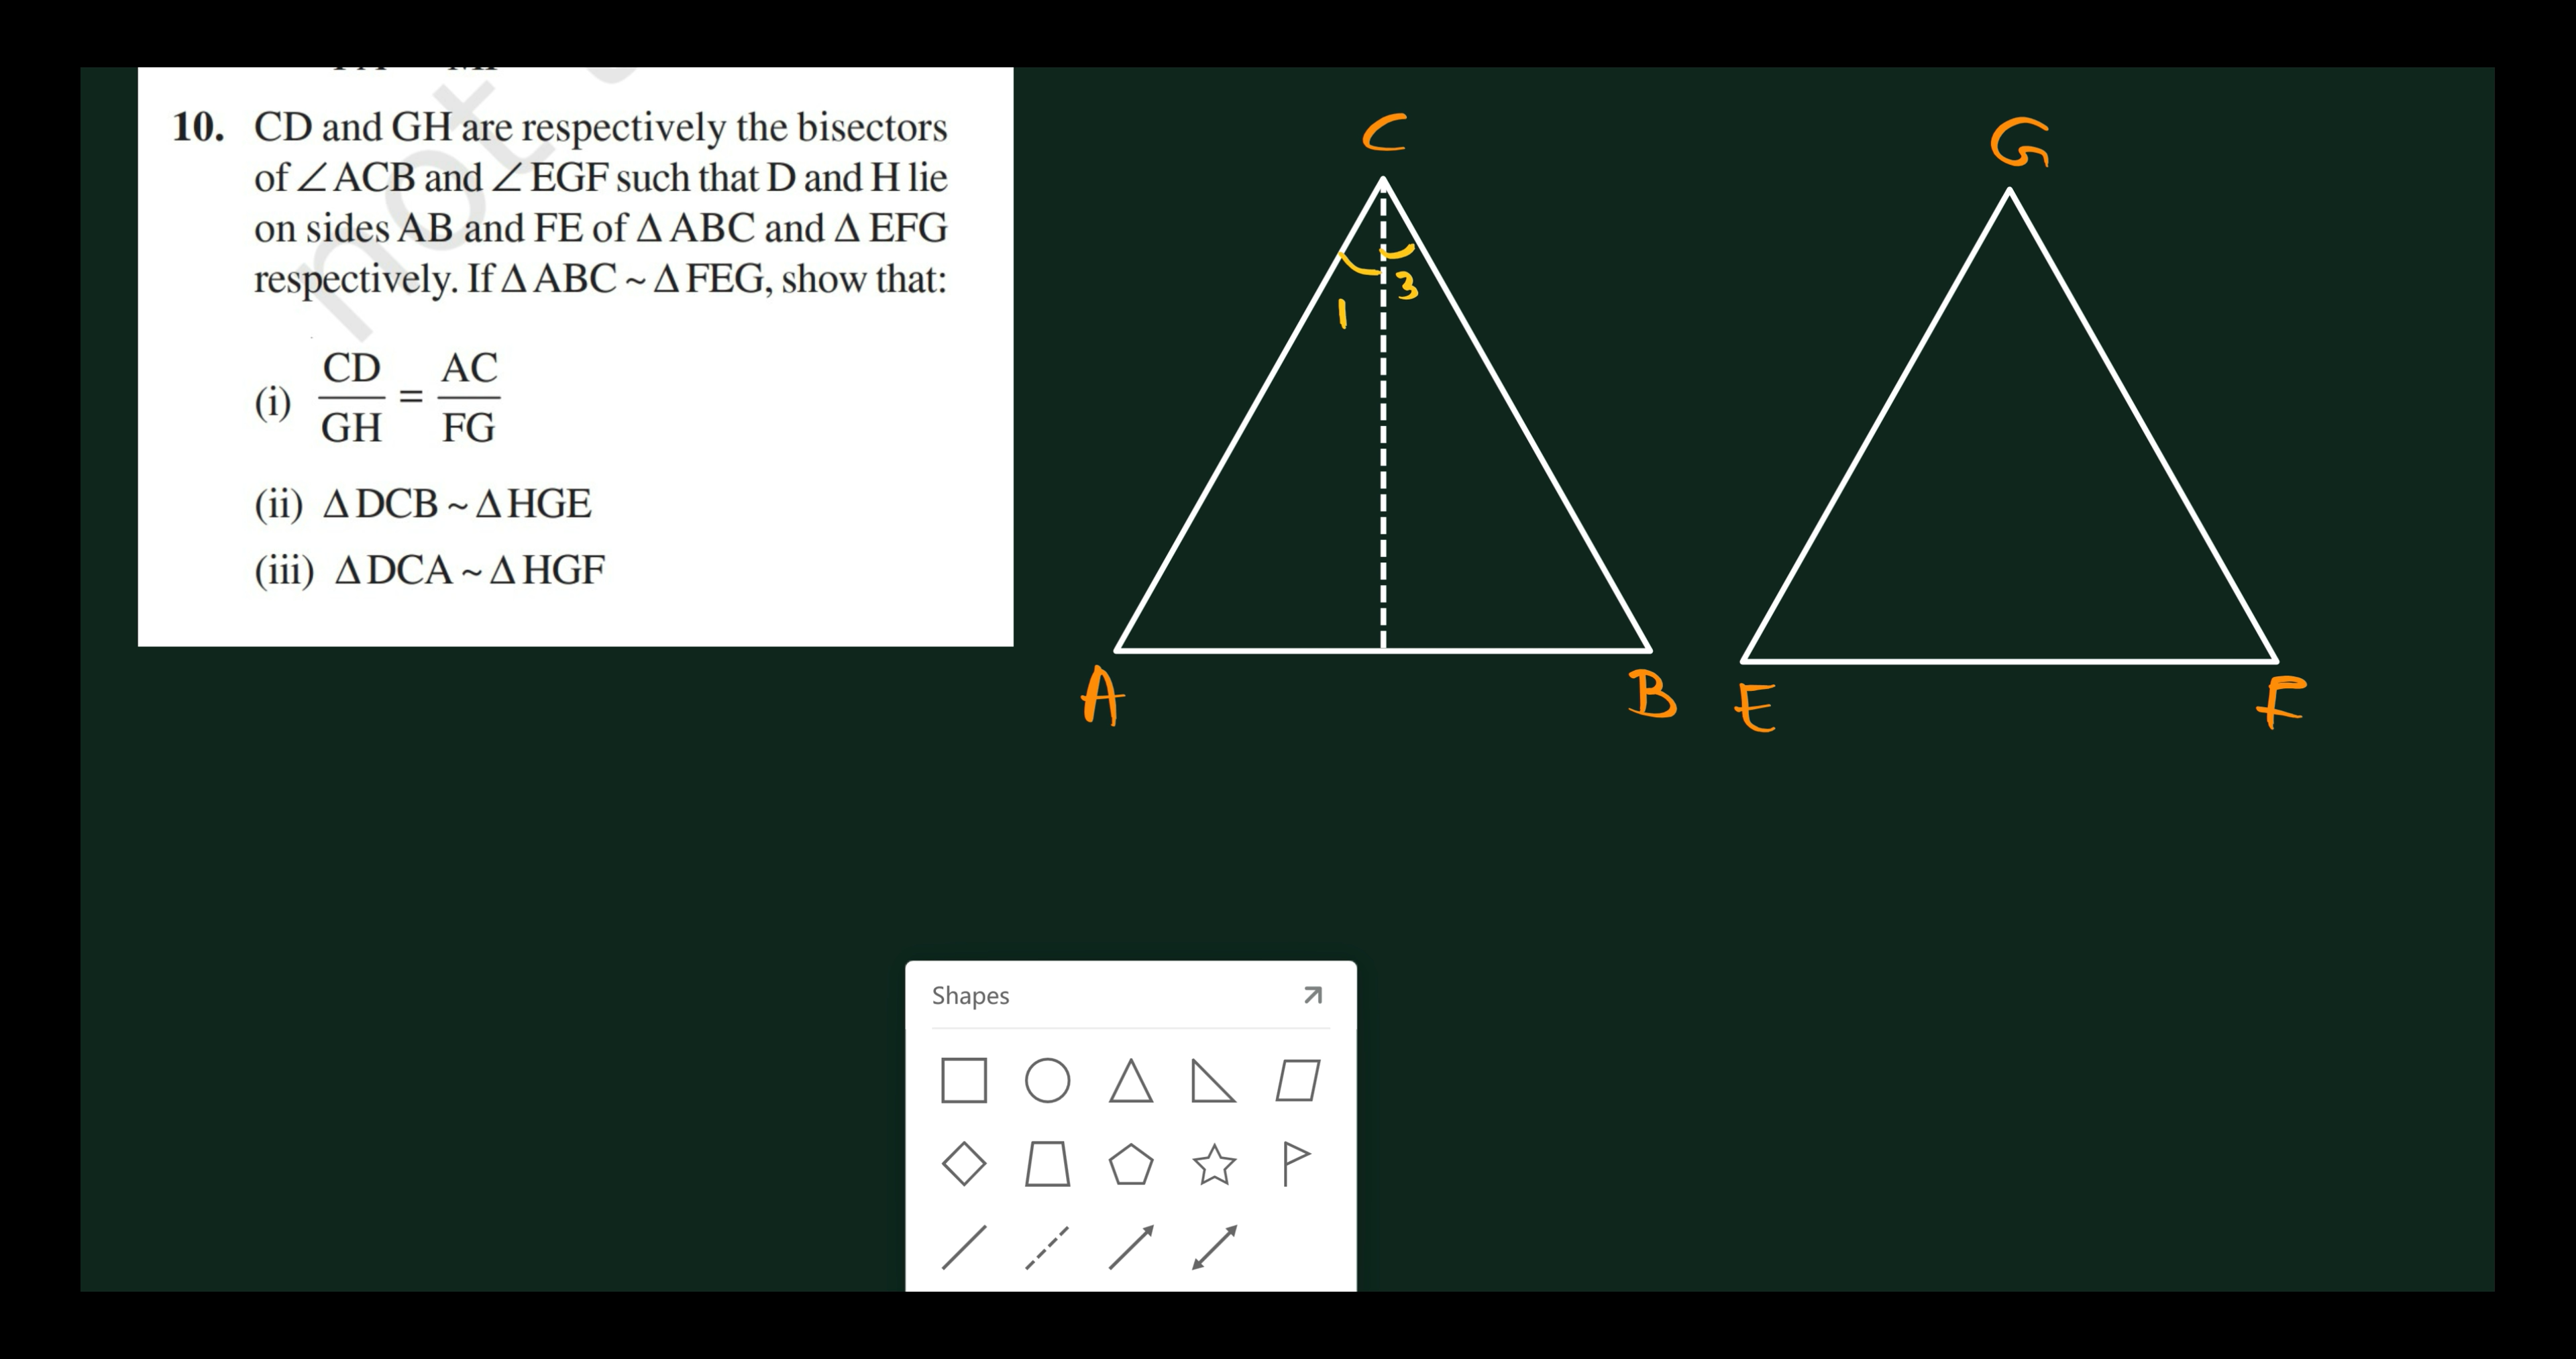 10. CD and GH are respectively the bisectors
of ∠ACB and ∠EGF such that D and H lie
on sides AB and FE of Δ ABC and Δ EFG
respectively. If Δ ABC ~ Δ FEG, show that:
(i) CD/GH = AC/FG
(ii) Δ DCB ~ Δ HGE
(iii) Δ DCA ~ Δ HGF
not
C
G
1
3
A
B
E
F
Shapes